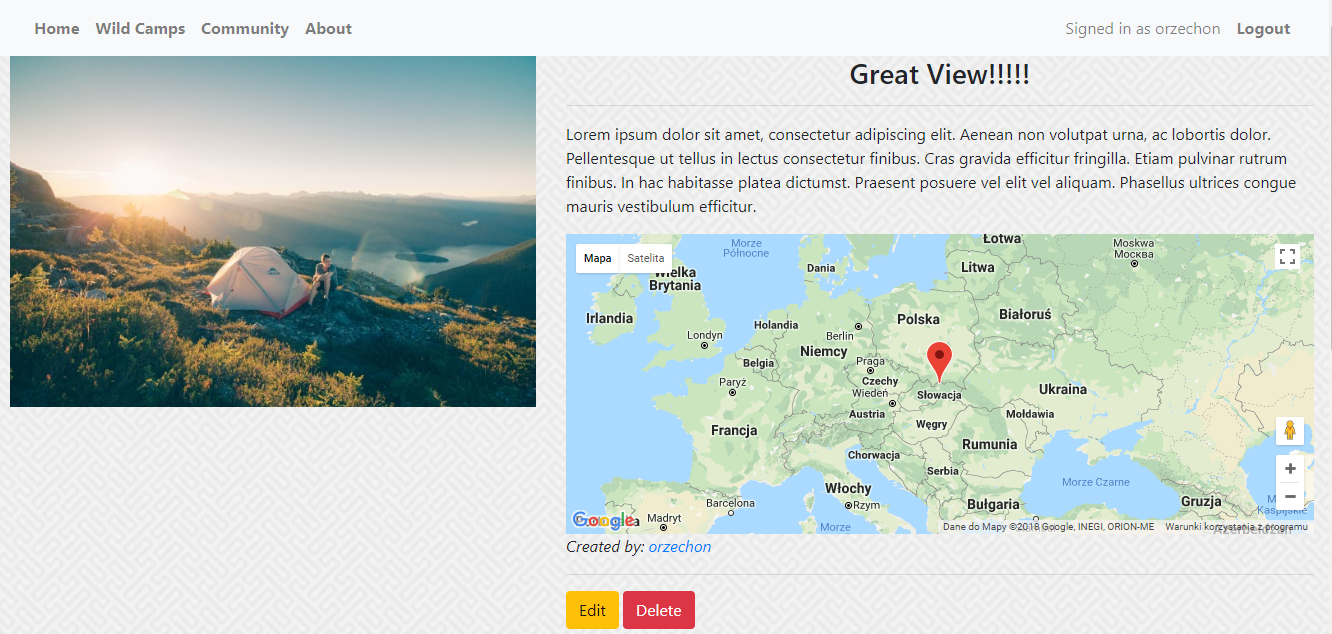 Home Wild Camps Community About Signed in as orzechon Logout
Great View!!!!!
Lorem ipsum dolor sit amet, consectetur adipiscing elit. Aenean non volutpat urna, ac lobortis dolor.
Pellentesque ut tellus in lectus consectetur finibus. Cras gravida efficitur fringilla. Etiam pulvinar rutrum
finibus. In hac habitasse platea dictumst. Praesent posuere vel elit vel aliquam. Phasellus ultrices congue
mauris vestibulum efficitur.
Mapa Satelita
Morze
Północne
Łotwa
Moskwa
Москва
Dania
Litwa
Wielka
Brytania
Irlandia
Holandia
Polska
Białoruś
Londyn
Berlin
Niemcy
Belgia
Praga
Czechy
Paryż
Wiedeń
Słowacja
Ukraina
Austria
Węgry
Mołdawia
Francja
Rumunia
Chorwacja
Serbia
Włochy
Morze Czarne
Barcelona
Rzym
Bułgaria
Gruzja
Kaspijskie
Madryt
Morze
Google
Dane do Mapy ©2018 Google, INEGI, ORION-ME Warunki korzystania z programu
Azerbejdżan
Created by: orzechon
Edit Delete